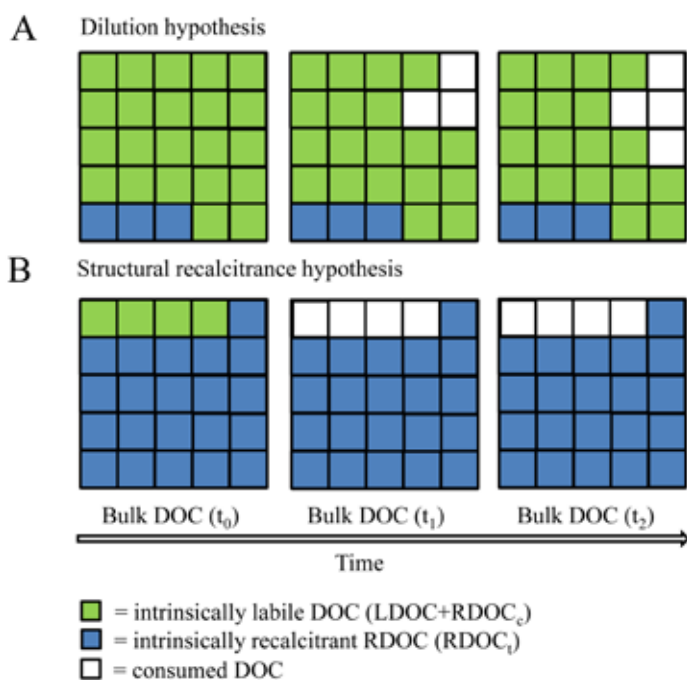 A Dilution hypothesis
B Structural recalcitrance hypothesis
Bulk DOC (t0) Bulk DOC (t1) Bulk DOC (t2)
Time
= intrinsically labile DOC (LDOC+RDOCc)
= intrinsically recalcitrant RDOC (RDOCt)
= consumed DOC